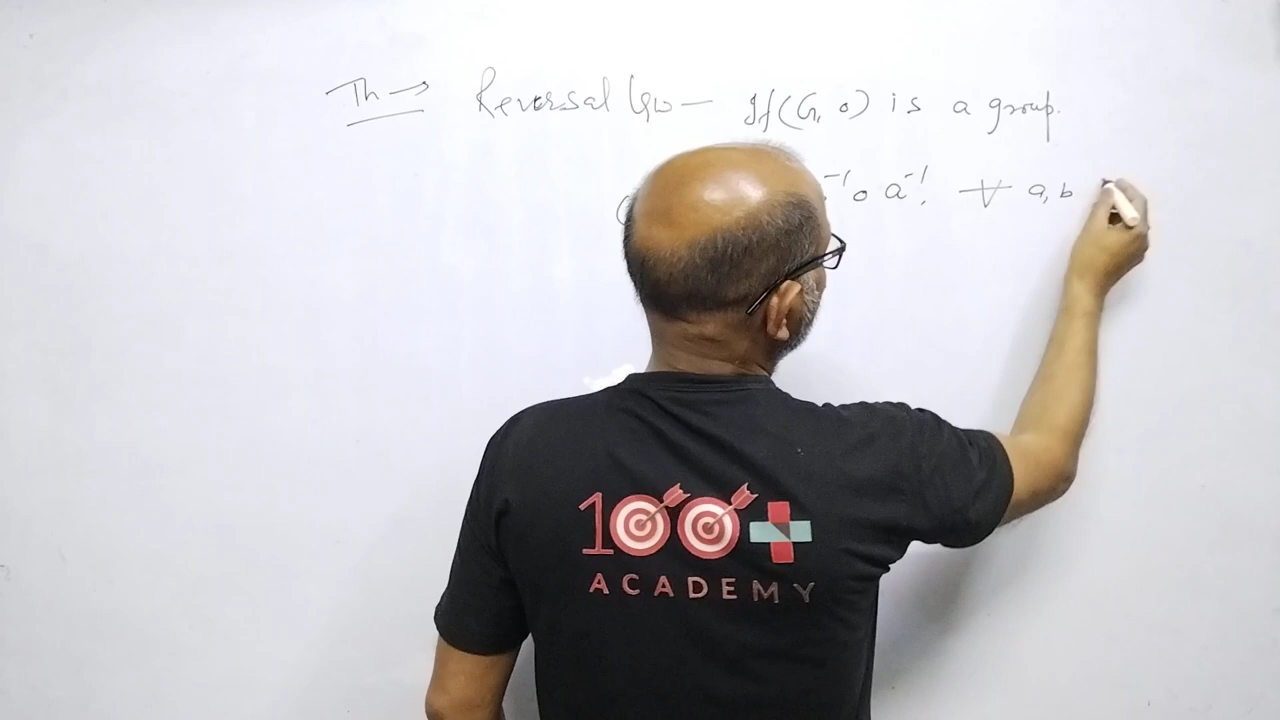 Th → Reversal law — If (G, o) is a group.
( ⁻¹ o a⁻¹, ∀ a, b
100+
ACADEMY